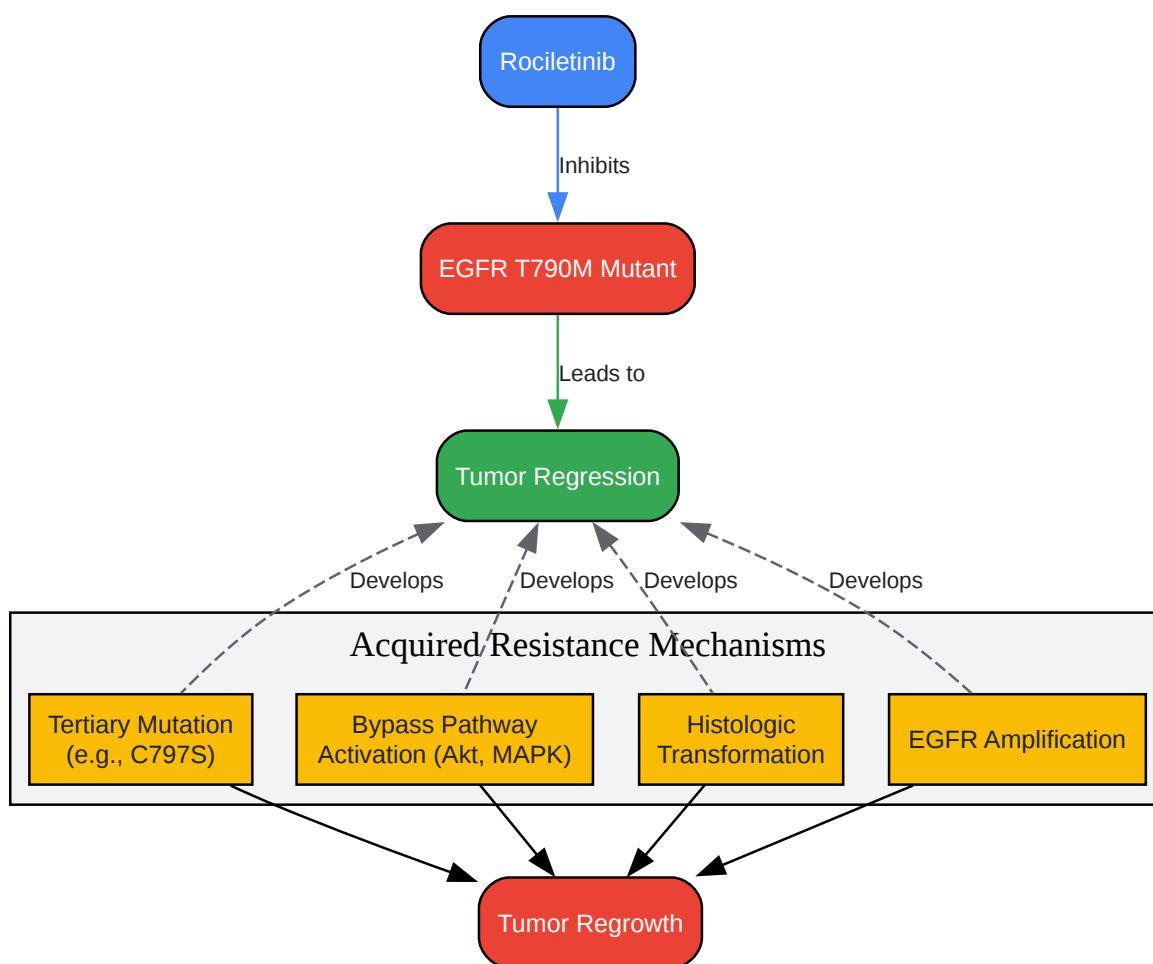 Rociletinib
Inhibits
EGFR T790M Mutant
Leads to
Tumor Regression
Develops
Develops
Develops
Develops
Acquired Resistance Mechanisms
Tertiary Mutation
(e.g., C797S)
Bypass Pathway
Activation (Akt, MAPK)
Histologic
Transformation
EGFR Amplification
Tumor Regrowth